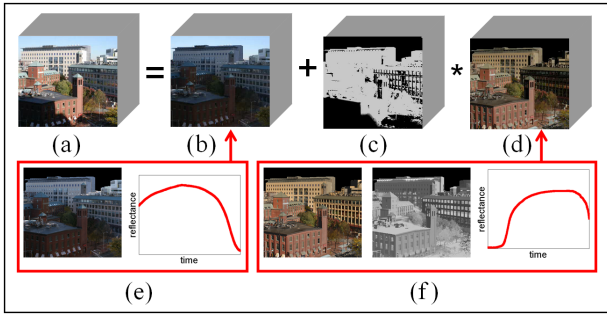 = + *
(a) (b) (c) (d)
reflectance
time
reflectance
time
(e) (f)